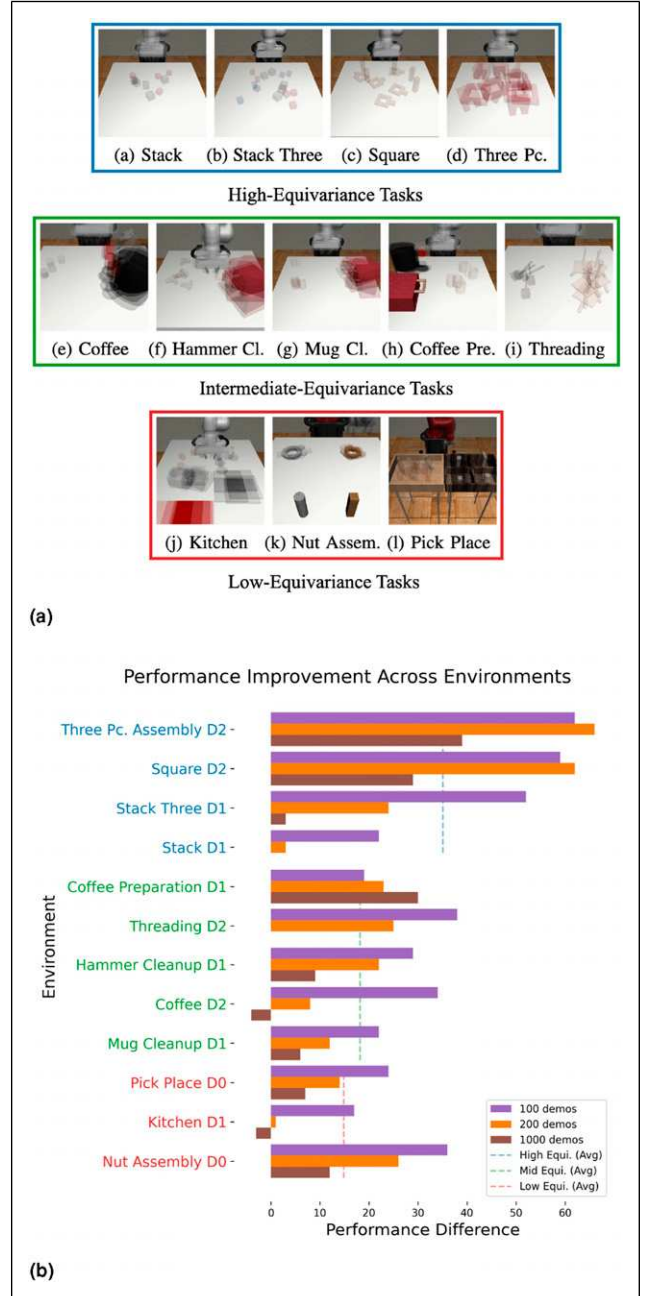 (a) Stack (b) Stack Three (c) Square (d) Three Pc.
High-Equivariance Tasks
(e) Coffee (f) Hammer Cl. (g) Mug Cl. (h) Coffee Pre. (i) Threading
Intermediate-Equivariance Tasks
(j) Kitchen (k) Nut Assem. (l) Pick Place
Low-Equivariance Tasks
(a)
Performance Improvement Across Environments
Three Pc. Assembly D2
Square D2
Stack Three D1
Stack D1
Coffee Preparation D1
Threading D2
Hammer Cleanup D1
Coffee D2
Mug Cleanup D1
Pick Place D0
Kitchen D1
Nut Assembly D0
Environment
100 demos
200 demos
1000 demos
High Equi. (Avg)
Mid Equi. (Avg)
Low Equi. (Avg)
0 10 20 30 40 50 60
Performance Difference
(b)